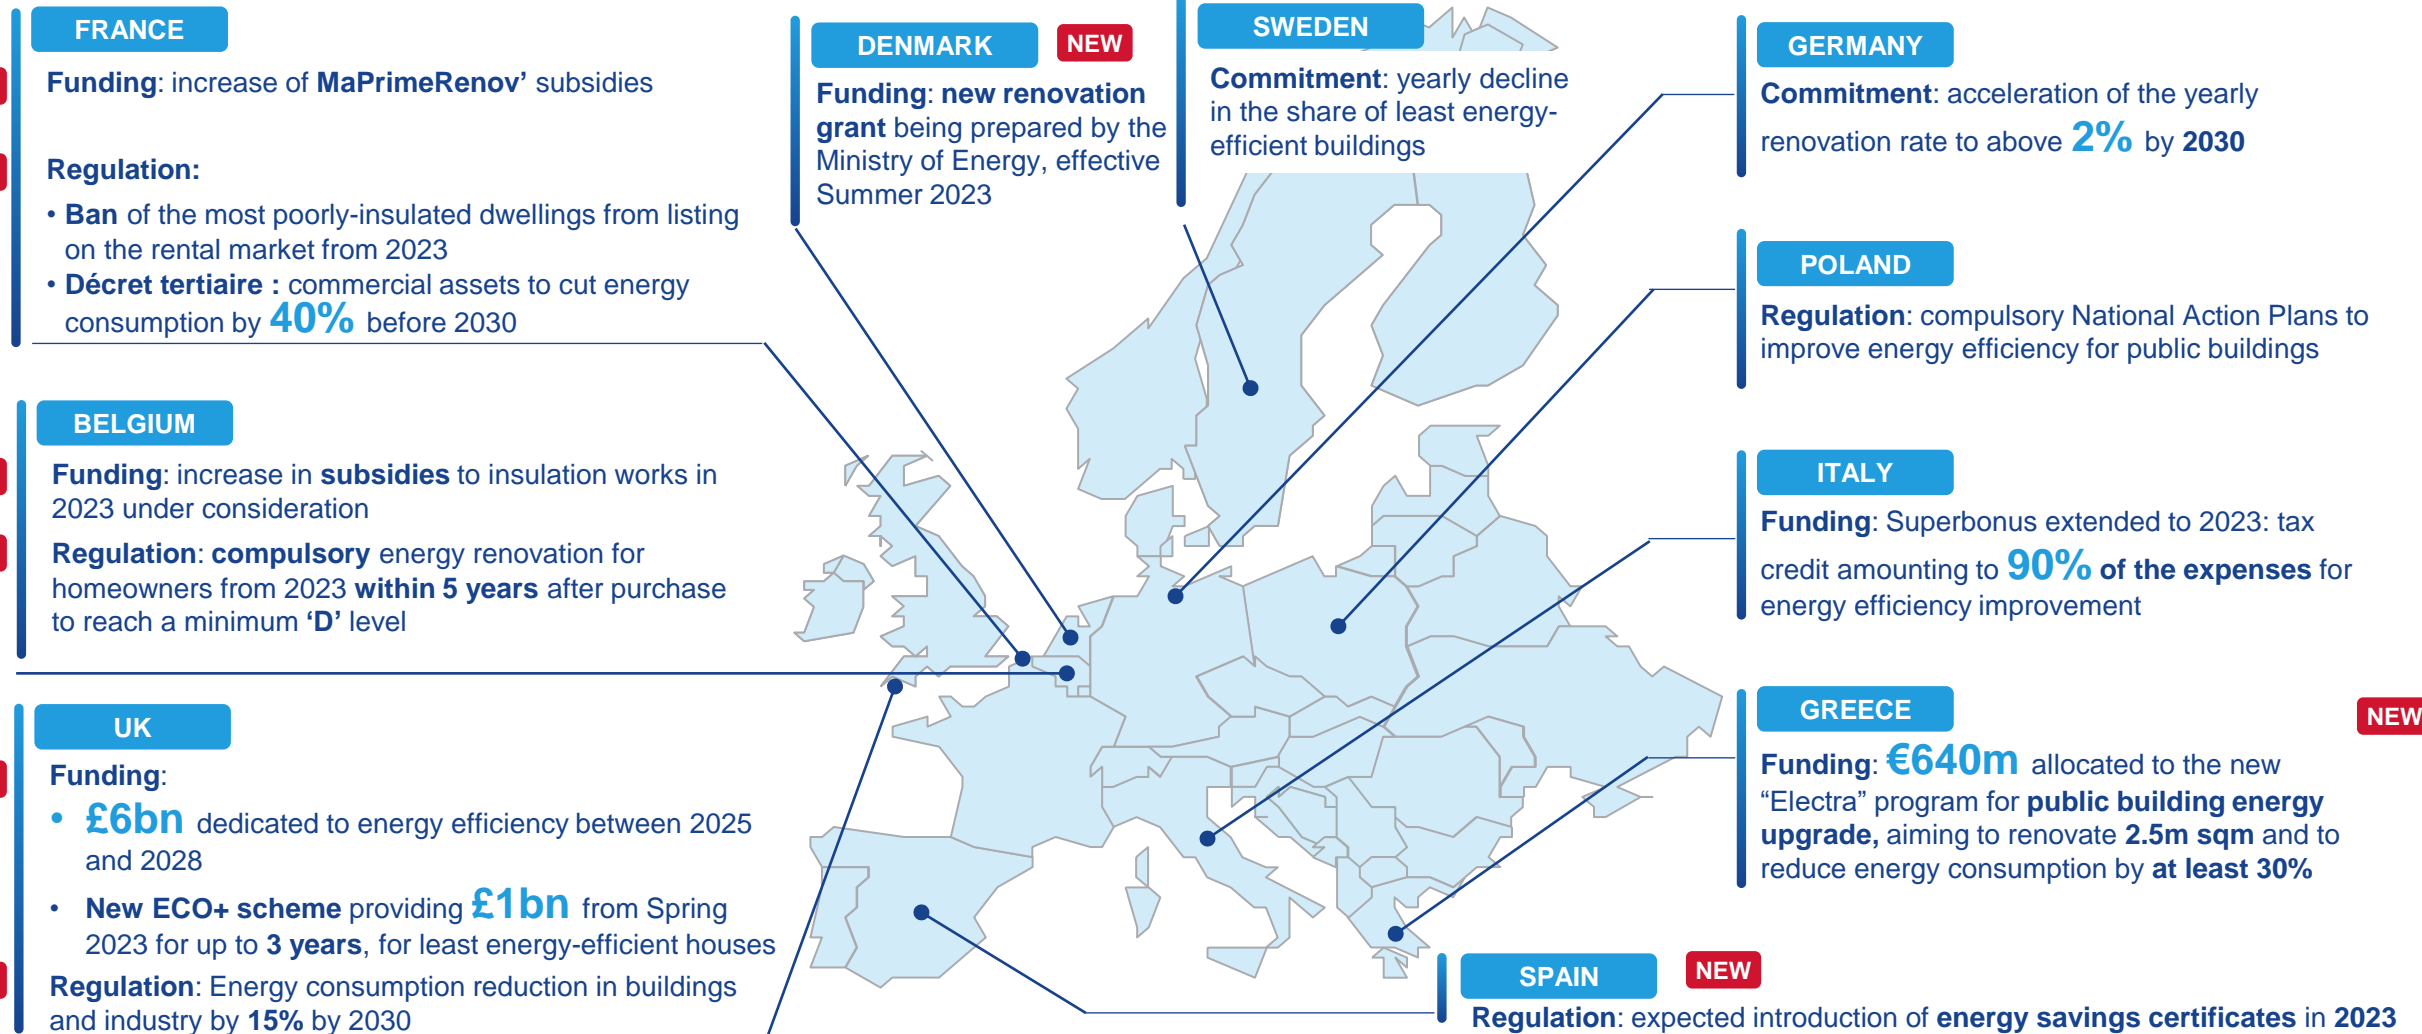 FRANCE
Funding: increase of MaPrimeRenov’ subsidies
Regulation:
• Ban of the most poorly-insulated dwellings from listing
on the rental market from 2023
• Décret tertiaire : commercial assets to cut energy
consumption by 40% before 2030
BELGIUM
Funding: increase in subsidies to insulation works in
2023 under consideration
Regulation: compulsory energy renovation for
homeowners from 2023 within 5 years after purchase
to reach a minimum ‘D’ level
UK
Funding:
• £6bn dedicated to energy efficiency between 2025
and 2028
• New ECO+ scheme providing £1bn from Spring
2023 for up to 3 years, for least energy-efficient houses
Regulation: Energy consumption reduction in buildings
and industry by 15% by 2030
DENMARK
NEW
Funding: new renovation
grant being prepared by the
Ministry of Energy, effective
Summer 2023
SWEDEN
Commitment: yearly decline
in the share of least energy-
efficient buildings
GERMANY
Commitment: acceleration of the yearly
renovation rate to above 2% by 2030
POLAND
Regulation: compulsory National Action Plans to
improve energy efficiency for public buildings
ITALY
Funding: Superbonus extended to 2023: tax
credit amounting to 90% of the expenses for
energy efficiency improvement
GREECE
NEW
Funding: €640m allocated to the new
“Electra” program for public building energy
upgrade, aiming to renovate 2.5m sqm and to
reduce energy consumption by at least 30%
SPAIN
NEW
Regulation: expected introduction of energy savings certificates in 2023